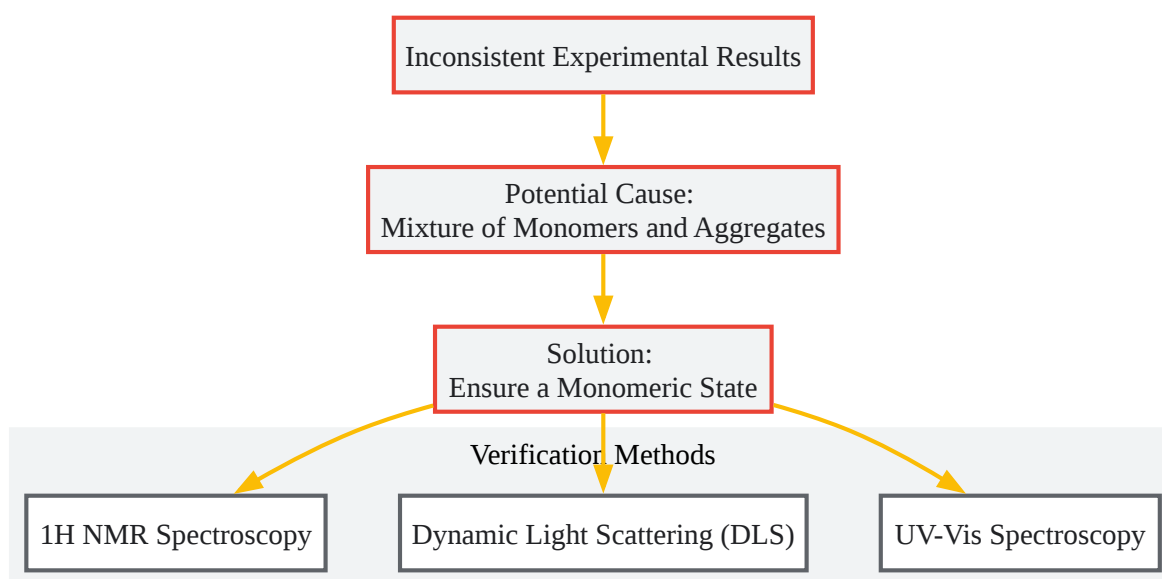 Inconsistent Experimental Results
Potential Cause:
Mixture of Monomers and Aggregates
Solution:
Ensure a Monomeric State
Verification Methods
1H NMR Spectroscopy
Dynamic Light Scattering (DLS)
UV-Vis Spectroscopy